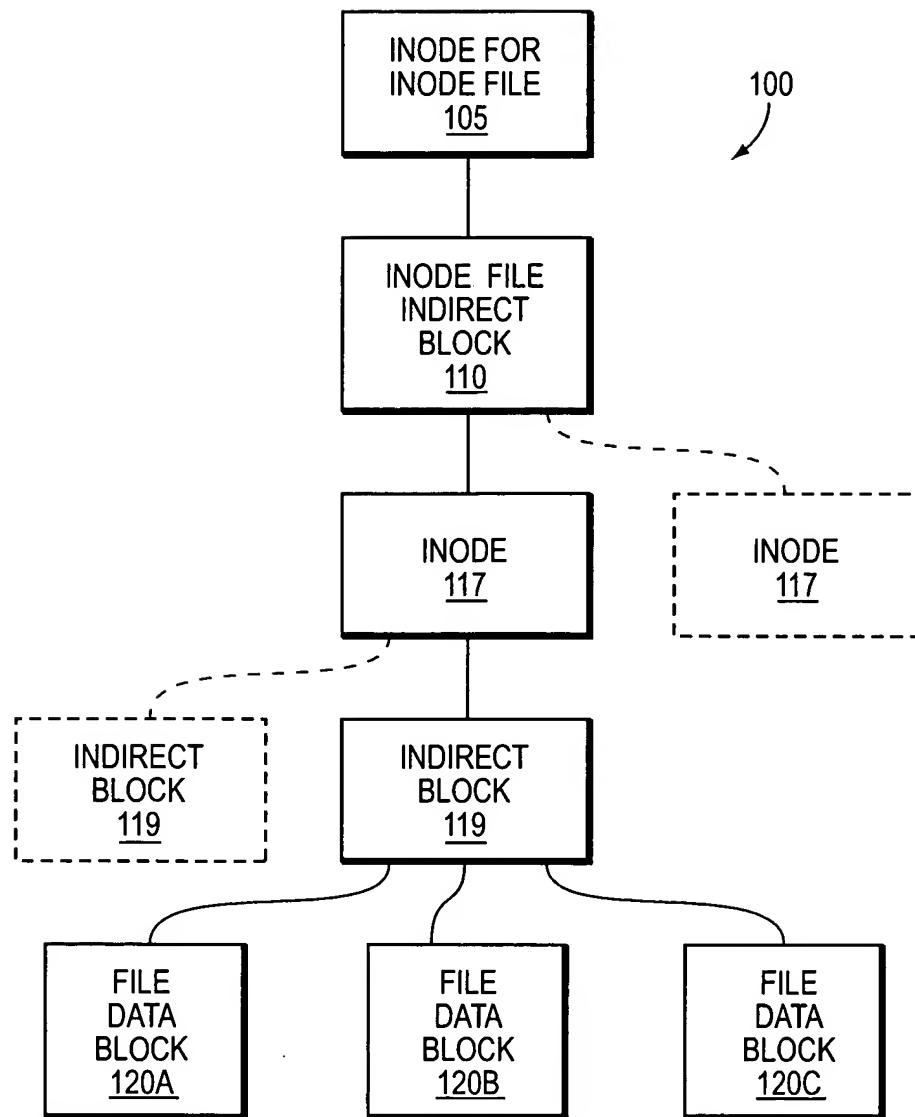 INODE FOR
INODE FILE
105
100
INODE FILE
INDIRECT
BLOCK
110
INODE
117
INODE
117
INDIRECT
BLOCK
119
INDIRECT
BLOCK
119
FILE
DATA
BLOCK
120A
FILE
DATA
BLOCK
120B
FILE
DATA
BLOCK
120C